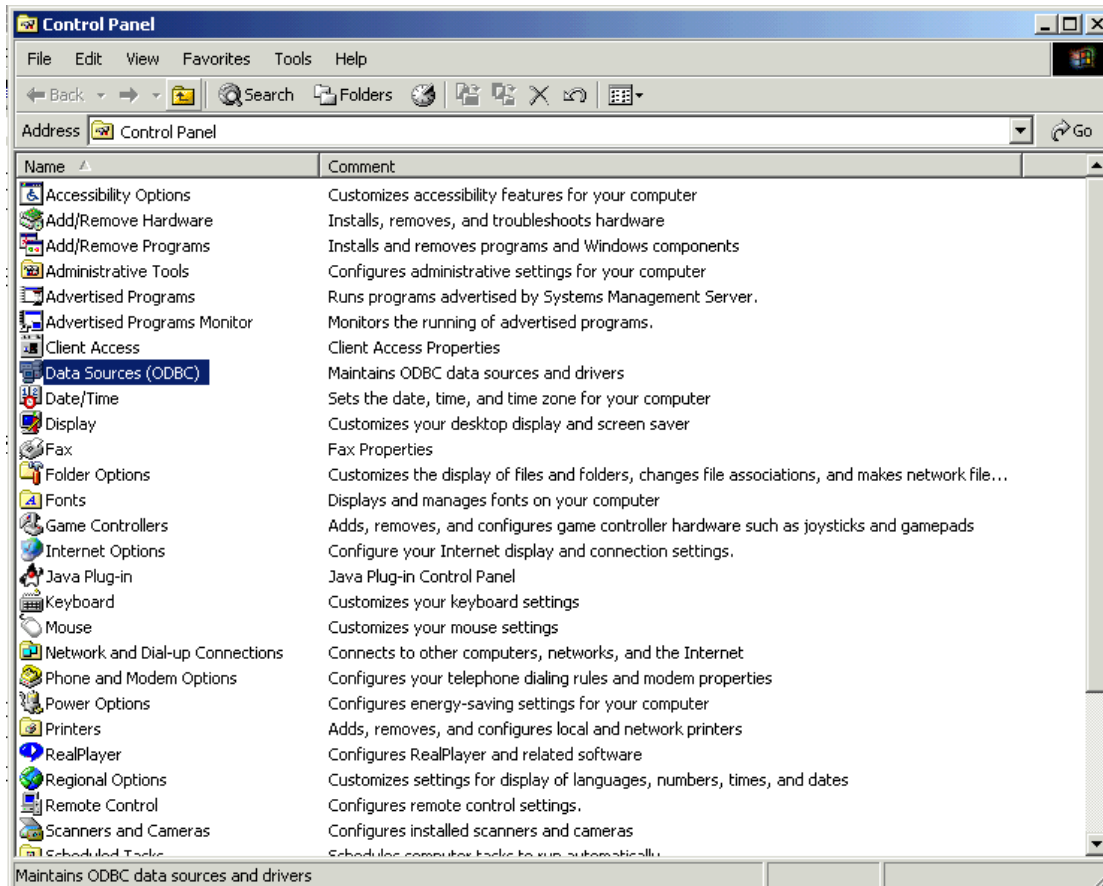 Control Panel
File Edit View Favorites Tools Help
Back Search Folders
Address Control Panel Go
Name Comment
Accessibility Options Customizes accessibility features for your computer
Add/Remove Hardware Installs, removes, and troubleshoots hardware
Add/Remove Programs Installs and removes programs and Windows components
Administrative Tools Configures administrative settings for your computer
Advertised Programs Runs programs advertised by Systems Management Server.
Advertised Programs Monitor Monitors the running of advertised programs.
Client Access Client Access Properties
Data Sources (ODBC) Maintains ODBC data sources and drivers
Date/Time Sets the date, time, and time zone for your computer
Display Customizes your desktop display and screen saver
Fax Fax Properties
Folder Options Customizes the display of files and folders, changes file associations, and makes network file...
Fonts Displays and manages fonts on your computer
Game Controllers Adds, removes, and configures game controller hardware such as joysticks and gamepads
Internet Options Configure your Internet display and connection settings.
Java Plug-in Java Plug-in Control Panel
Keyboard Customizes your keyboard settings
Mouse Customizes your mouse settings
Network and Dial-up Connections Connects to other computers, networks, and the Internet
Phone and Modem Options Configures your telephone dialing rules and modem properties
Power Options Configures energy-saving settings for your computer
Printers Adds, removes, and configures local and network printers
RealPlayer Configures RealPlayer and related software
Regional Options Customizes settings for display of languages, numbers, times, and dates
Remote Control Configures remote control settings.
Scanners and Cameras Configures installed scanners and cameras
Scheduled Tasks Schedules computer tasks to run automatically
Maintains ODBC data sources and drivers